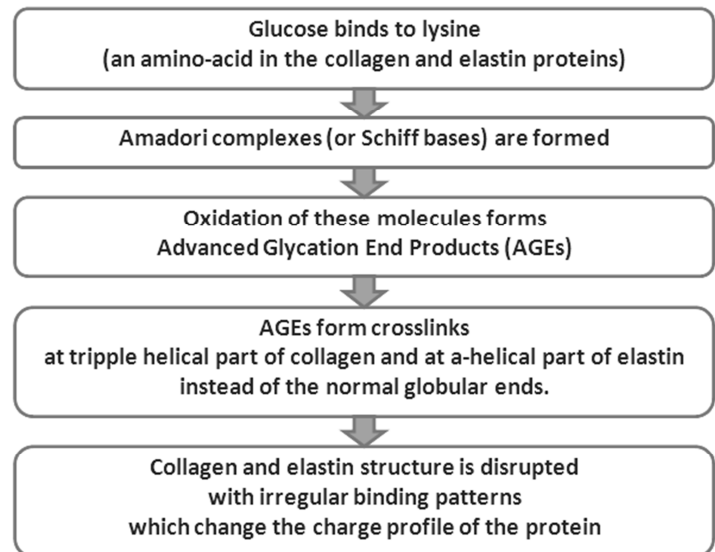 Glucose binds to lysine
(an amino-acid in the collagen and elastin proteins)
Amadori complexes (or Schiff bases) are formed
Oxidation of these molecules forms
Advanced Glycation End Products (AGEs)
AGEs form crosslinks
at tripple helical part of collagen and at a-helical part of elastin
instead of the normal globular ends.
Collagen and elastin structure is disrupted
with irregular binding patterns
which change the charge profile of the protein